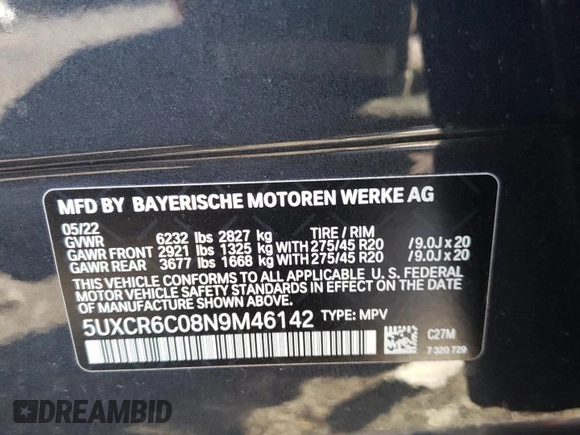 MFD BY BAYERISCHE MOTOREN WERKE AG
05/22
GVWR 6232 lbs 2827 kg TIRE / RIM
GAWR FRONT 2921 lbs 1325 kg WITH 275/45 R20 /9.0J x 20
GAWR REAR 3677 lbs 1668 kg WITH 275/45 R20 /9.0J x 20
THIS VEHICLE CONFORMS TO ALL APPLICABLE U.S. FEDERAL
MOTOR VEHICLE SAFETY STANDARDS IN EFFECT ON THE DATE
OF MANUFACTURE SHOWN ABOVE.
5UXCR6C08N9M46142 TYPE: MPV
C27M
7 320 729
DREAMBID